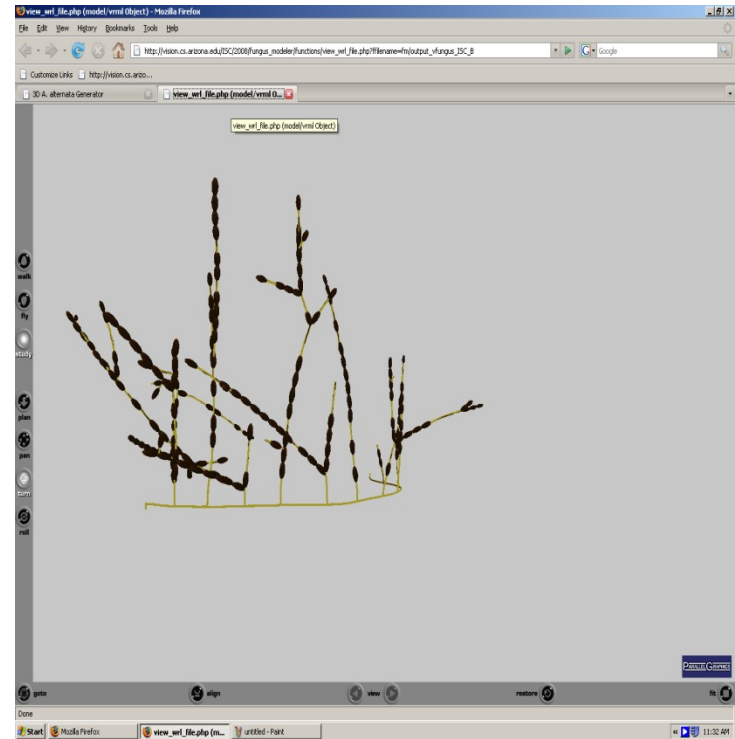 view_wrl_file.php (model/vrml Object) - Mozilla Firefox
File Edit View History Bookmarks Tools Help
http://vision.cs.arizona.edu/ISC/2008/fungus_modeler/functions/view_wrl_file.php?ffilename=fm/output_vfungus_ISC_B
Google
Customize Links http://vision.cs.arizo...
3D A. alternata Generator
view_wrl_file.php (model/vrml O...
view_wrl_file.php (model/vrml Object)
walk
fly
study
plan
pan
turn
roll
PARALLELGRAPHICS
goto align view restore fit
Done
Start Mozilla Firefox view_wrl_file.php (m... untitled - Paint 11:32 AM